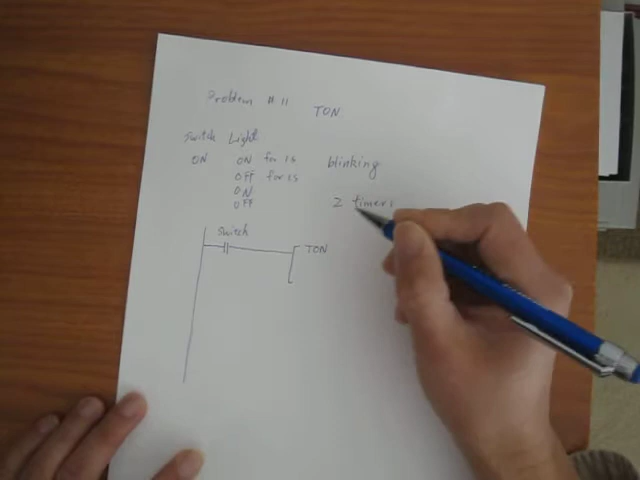 Problem # 11 TON
Switch Light
ON ON for 1s blinking
OFF for 1s
ON
OFF 2 timers
Switch
TON